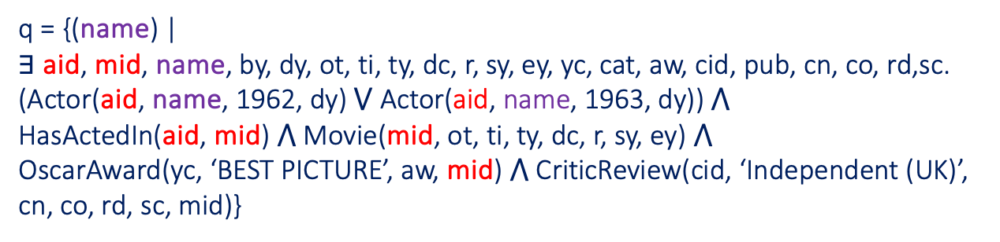 q = {(name) |
∃ aid, mid, name, by, dy, ot, ti, ty, dc, r, sy, ey, yc, cat, aw, cid, pub, cn, co, rd,sc.
(Actor(aid, name, 1962, dy) ⋁ Actor(aid, name, 1963, dy)) ⋀
HasActedIn(aid, mid) ⋀ Movie(mid, ot, ti, ty, dc, r, sy, ey) ⋀
OscarAward(yc, ‘BEST PICTURE’, aw, mid) ⋀ CriticReview(cid, ‘Independent (UK)’,
cn, co, rd, sc, mid)}